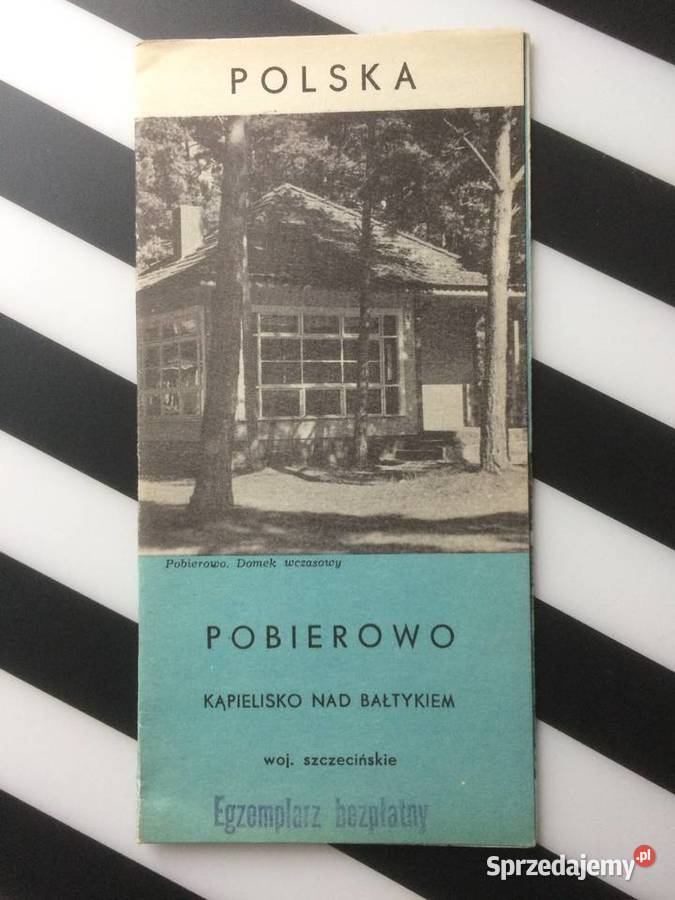 POLSKA
Pobierowo. Domek wczasowy
POBIEROWO
KĄPIELISKO NAD BAŁTYKIEM
woj. szczecińskie
Egzemplarz bezpłatny
Sprzedajemy.pl